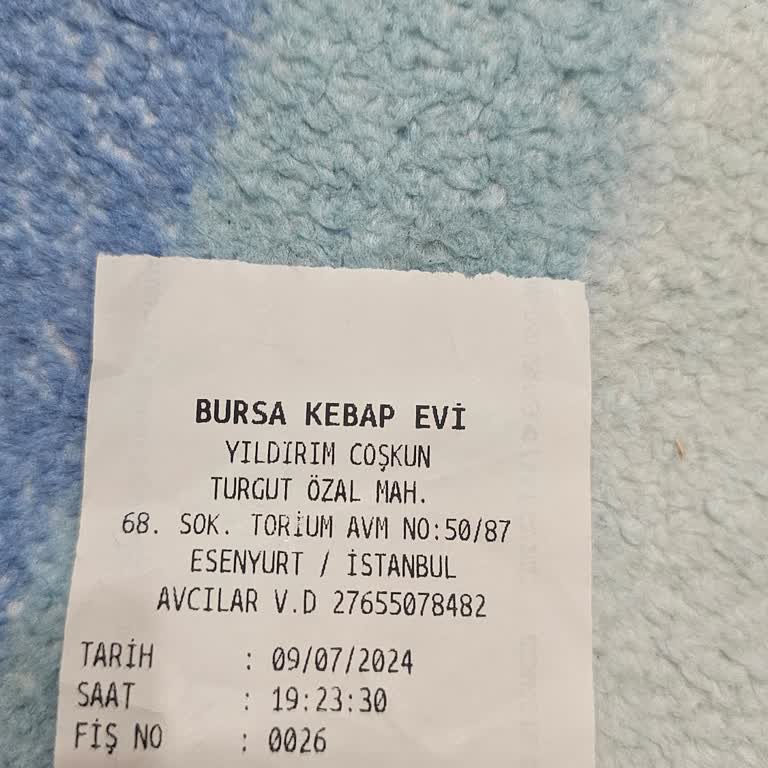 BURSA KEBAP EVİ
YILDIRIM COŞKUN
TURGUT ÖZAL MAH.
68. SOK. TORİUM AVM NO:50/87
ESENYURT / İSTANBUL
AVCILAR V.D 27655078482
TARİH : 09/07/2024
SAAT : 19:23:30
FİŞ NO : 0026